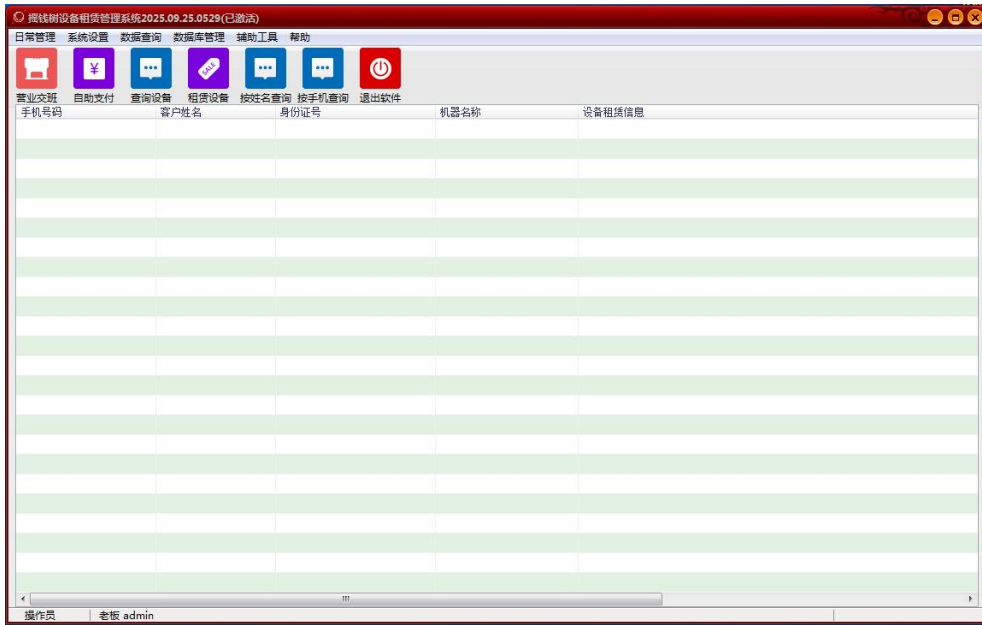 摇钱树设备租赁管理系统2025.09.25.0529(已激活)
日常管理 系统设置 数据查询 数据库管理 辅助工具 帮助
¥ SALE
营业交班 自助支付 查询设备 租赁设备 按姓名查询 按手机查询 退出软件
手机号码 客户姓名 身份证号 机器名称 设备租赁信息
操作员 老板 admin